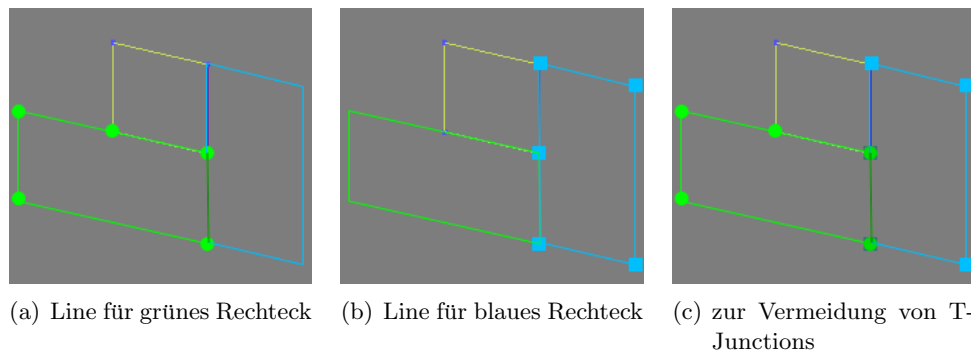 (a) Line für grünes Rechteck
(b) Line für blaues Rechteck
(c) zur Vermeidung von T-
Junctions